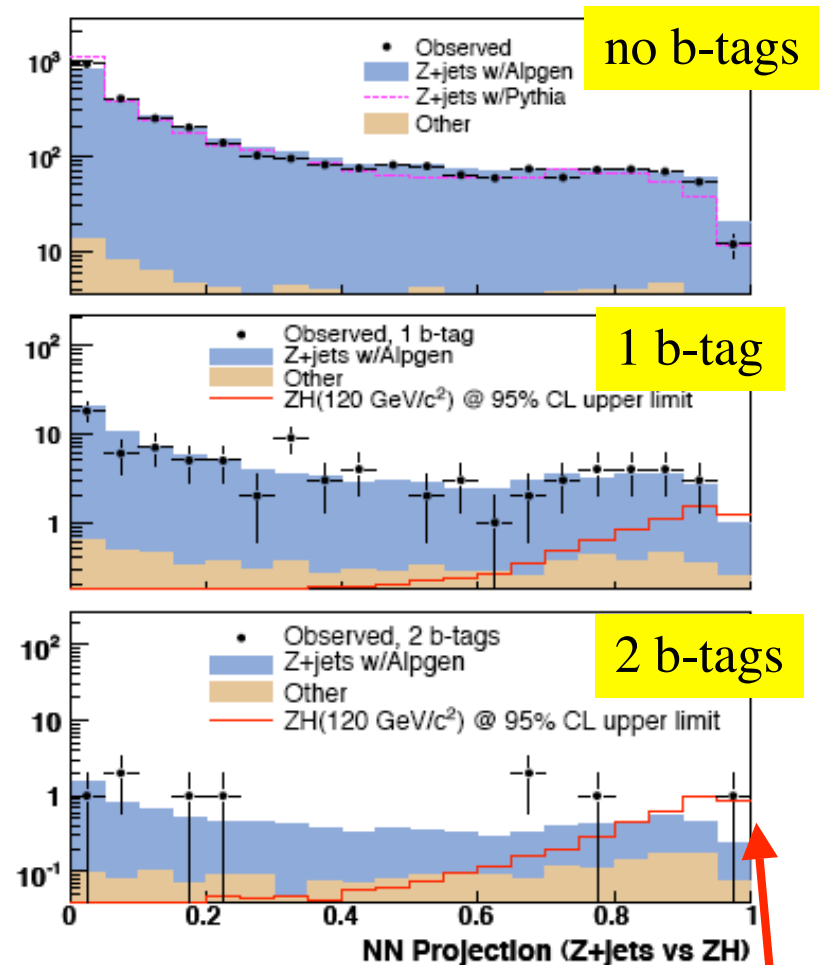 no b-tags
Observed
Z+jets w/Alpgen
Z+jets w/Pythia
Other
10³
10²
10
1 b-tag
Observed, 1 b-tag
Z+jets w/Alpgen
Other
ZH(120 GeV/c²) @ 95% CL upper limit
10²
10
1
2 b-tags
Observed, 2 b-tags
Z+jets w/Alpgen
Other
ZH(120 GeV/c²) @ 95% CL upper limit
10²
10
1
10⁻¹
0 0.2 0.4 0.6 0.8 1
NN Projection (Z+jets vs ZH)